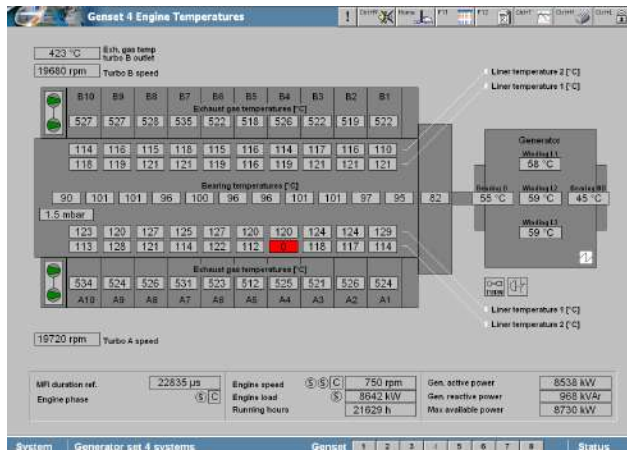 Genset 4 Engine Temperatures
423 °C Exh. gas temp turbo B outlet
19680 rpm Turbo B speed
Liner temperature 2 [°C]
Liner temperature 1 [°C]
B10 B9 B8 B7 B6 B5 B4 B3 B2 B1
Exhaust gas temperatures [°C]
527 527 528 535 522 518 526 522 519 522
114 116 115 118 115 116 114 117 116 110
118 119 121 121 119 116 119 121 121 121
Bearing temperatures [°C]
90 101 101 96 100 96 96 101 101 97 95 82
1.5 mbar
123 120 127 125 127 120 120 124 124 129
113 128 121 114 122 112 0 118 117 114
Exhaust gas temperatures [°C]
534 524 526 531 523 512 525 521 526 524
A10 A9 A8 A7 A6 A5 A4 A3 A2 A1
Generator
Winding L1
58 °C
Bearing D Winding L2 Bearing ND
55 °C 59 °C 45 °C
Winding L3
59 °C
Liner temperature 1 [°C]
Liner temperature 2 [°C]
19720 rpm Turbo A speed
MFI duration ref. 22835 µs
Engine phase S C
Engine speed S S C 750 rpm
Engine load S 8642 kW
Running hours 21629 h
Gen. active power 8538 kW
Gen. reactive power 968 kVAr
Max available power 8730 kW
System Generator set 4 systems Genset 1 2 3 4 5 6 7 8 Status